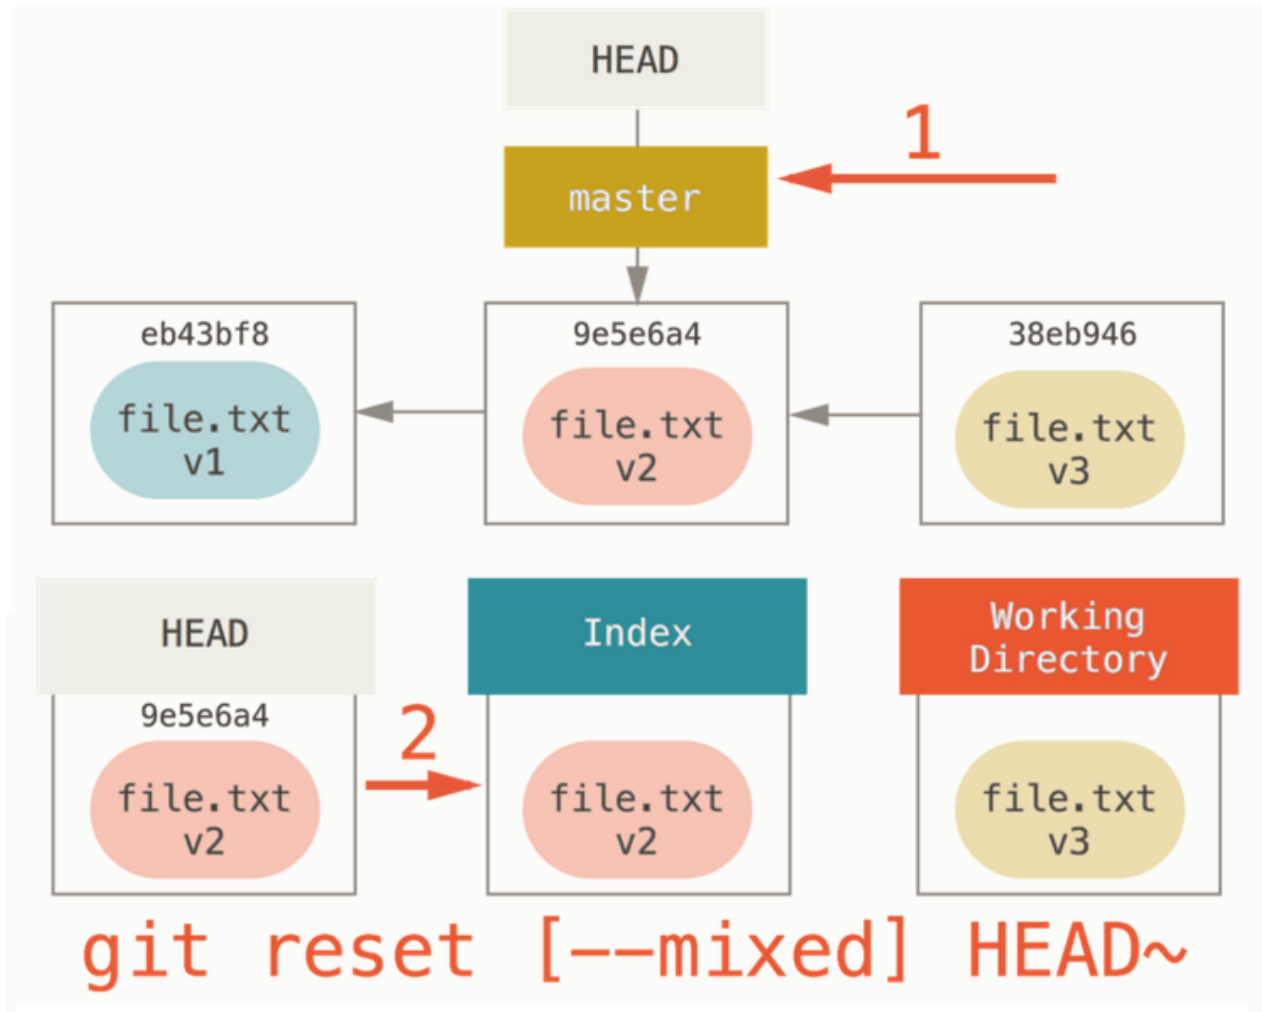 HEAD
1
master
eb43bf8
9e5e6a4
38eb946
file.txt
v1
file.txt
v2
file.txt
v3
HEAD
Index
Working
Directory
9e5e6a4
2
file.txt
v2
file.txt
v2
file.txt
v3
git reset [--mixed] HEAD~